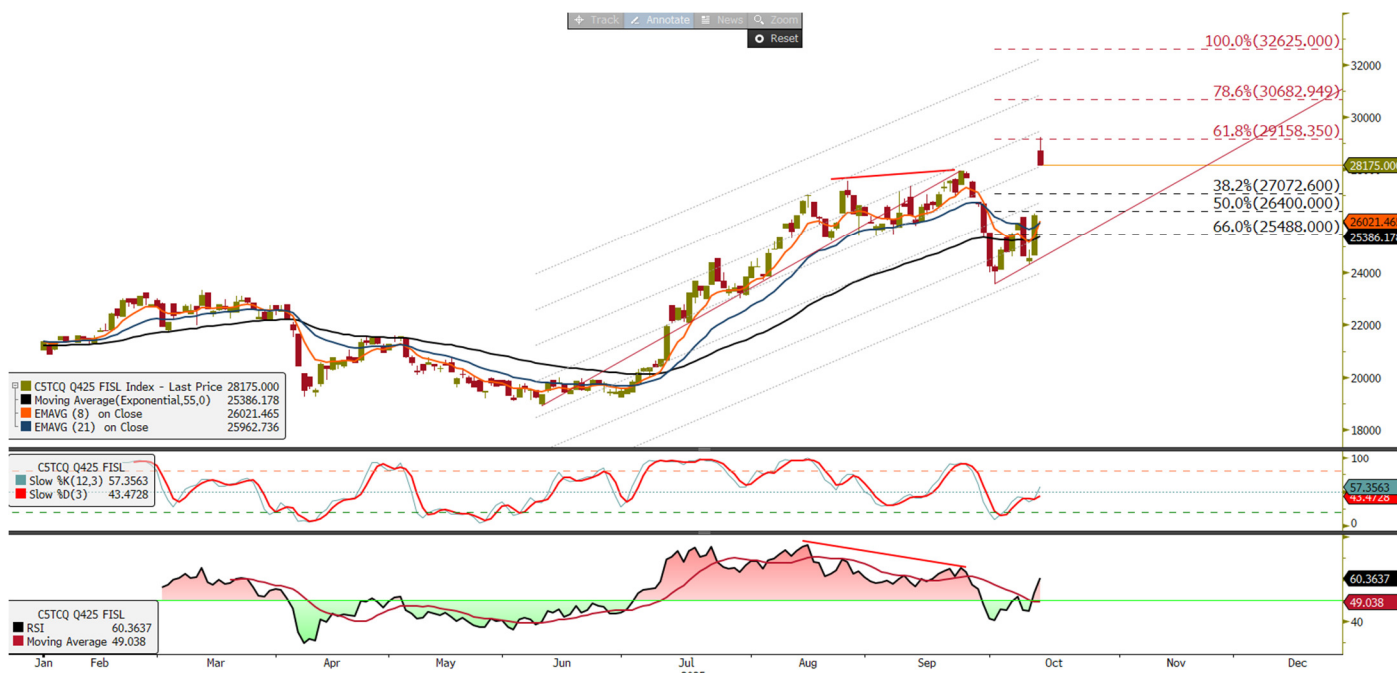 Track Annotate News Zoom
Reset
100.0%(32625.000)
32000
78.6%(30682.949)
30000
61.8%(29158.350)
28175.000
38.2%(27072.600)
50.0%(26400.000)
26021.465
66.0%(25488.000)
25386.178
24000
22000
20000
18000
C5TCQ Q425 FISL Index - Last Price 28175.000
Moving Average(Exponential,55,0) 25386.178
EMAVG (8) on Close 26021.465
EMAVG (21) on Close 25962.736
C5TCQ Q425 FISL
Slow %K(12,3) 57.3563
Slow %D(3) 43.4728
100
57.3563
43.4728
0
C5TCQ Q425 FISL
RSI 60.3637
Moving Average 49.038
60.3637
49.038
40
Jan Feb Mar Apr May Jun Jul Aug Sep Oct Nov Dec